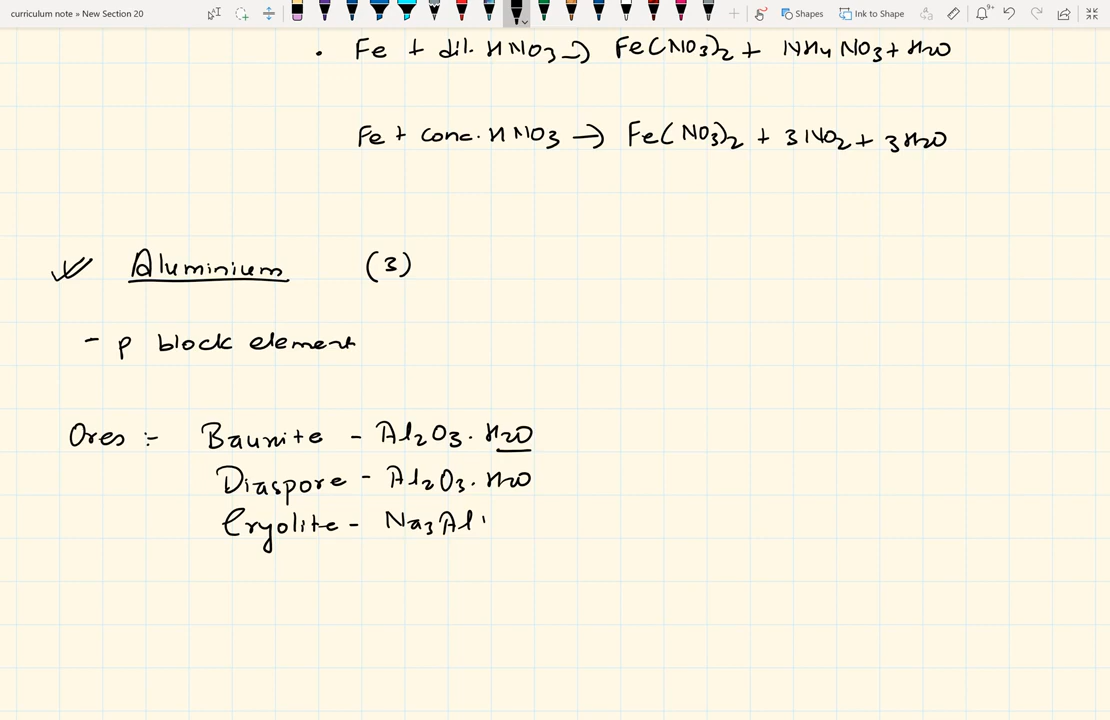 curriculum note » New Section 20
Shapes
Ink to Shape
9+
. Fe + dil. HNO3 → Fe(NO3)2 + NH4NO3 + H2O
Fe + conc. HNO3 → Fe(NO3)2 + 3NO2 + 3H2O
Aluminium (3)
- p block element
Ores :- Bauxite - Al2O3. H2O
Diaspore - Al2O3. H2O
Cryolite - Na3Al